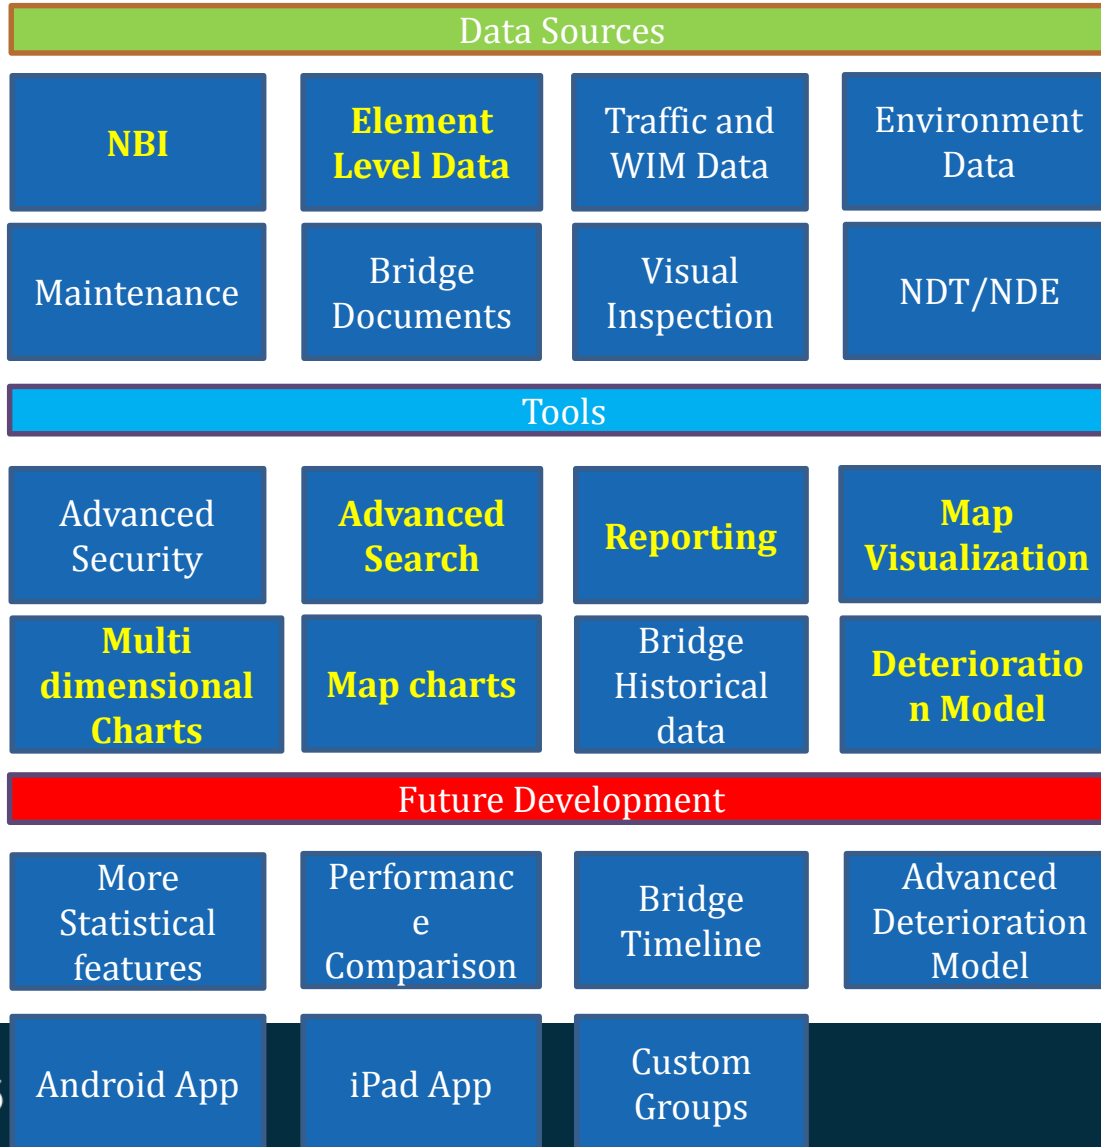 Data Sources
NBI
Element
Level Data
Traffic and
WIM Data
Environment
Data
Maintenance
Bridge
Documents
Visual
Inspection
NDT/NDE
Tools
Advanced
Security
Advanced
Search
Reporting
Map
Visualization
Multi
dimensional
Charts
Map charts
Bridge
Historical
data
Deterioratio
n Model
Future Development
More
Statistical
features
Performanc
e
Comparison
Bridge
Timeline
Advanced
Deterioration
Model
Android App
iPad App
Custom
Groups